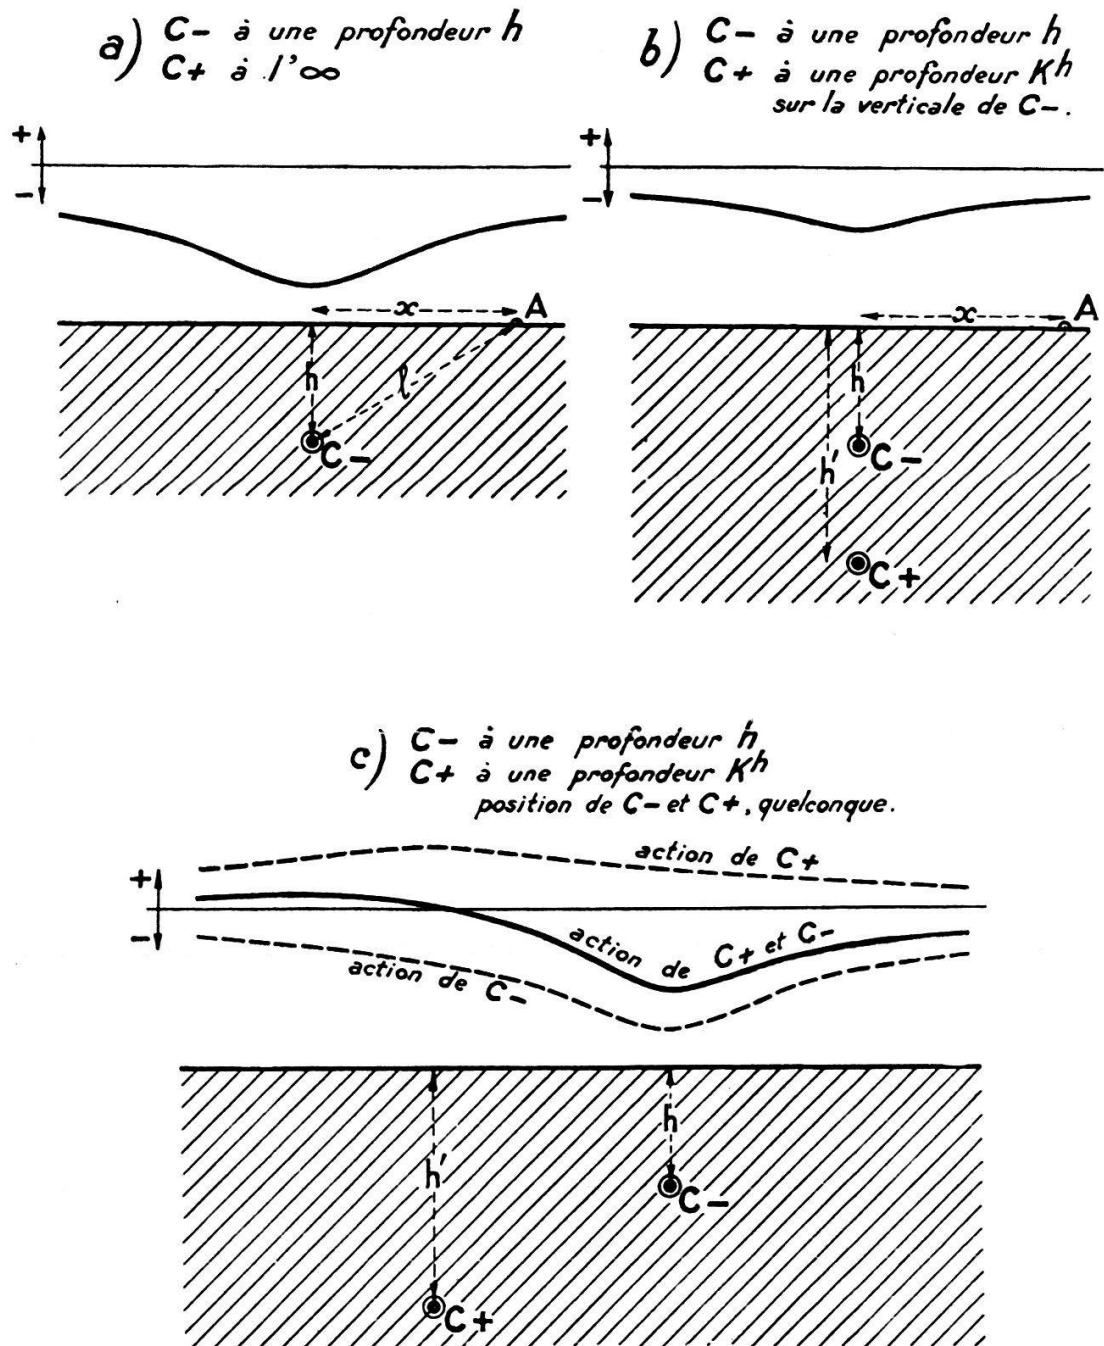 a) C- à une profondeur h
C+ à l'∞
b) C- à une profondeur h
C+ à une profondeur Kh
sur la verticale de C-.
+
-
x
A
h
l
C-
+
-
x
A
h
C-
h'
C+
c) C- à une profondeur h
C+ à une profondeur Kh
position de C- et C+, quelconque.
action de C+
+
-
action de C+ et C-
action de C-
h
h'
C-
C+